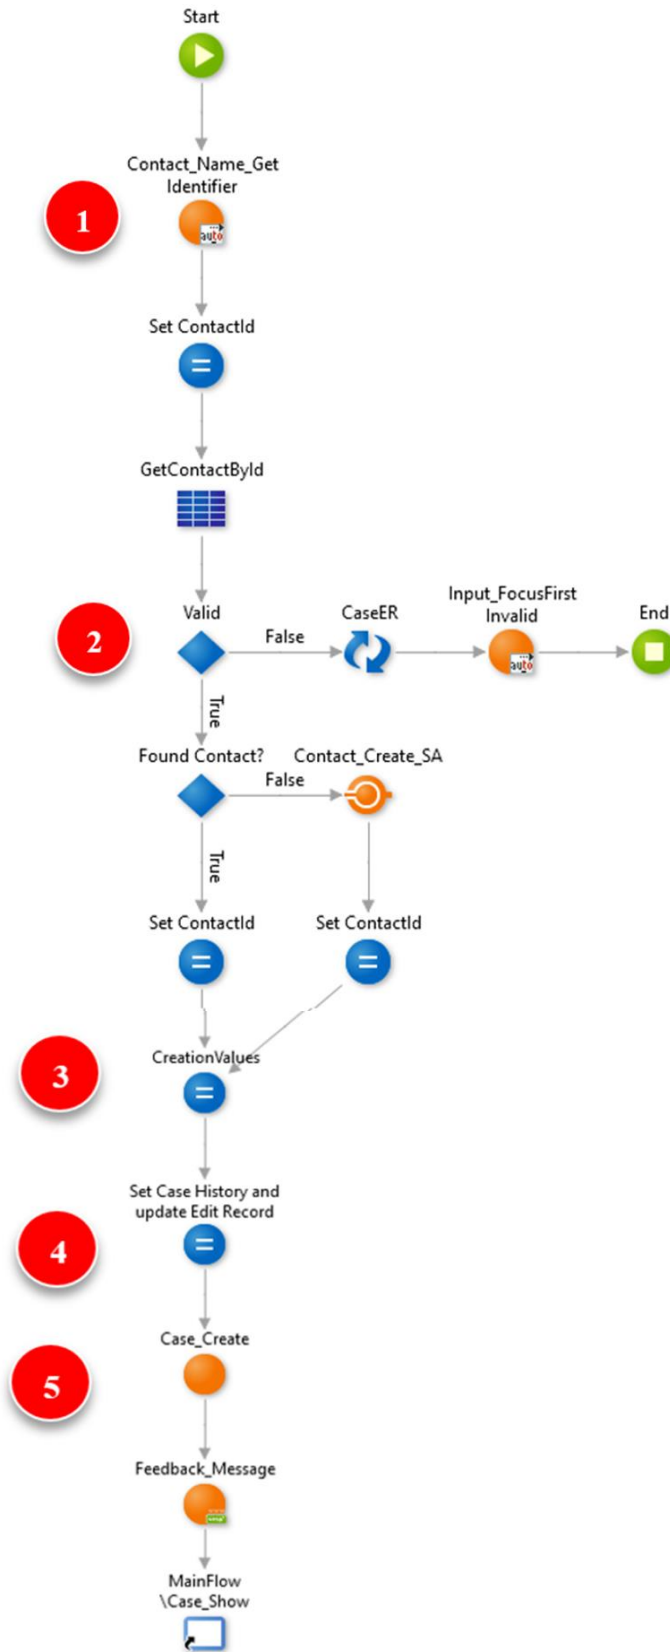 Start
Contact_Name_Get
Identifier
1
auto
Set ContactId
GetContactById
2
Valid
False
CaseER
Input_FocusFirst
Invalid
auto
End
True
Found Contact?
False
Contact_Create_SA
True
Set ContactId
Set ContactId
3
CreationValues
Set Case History and
update Edit Record
4
Case_Create
5
Feedback_Message
MainFlow
\Case_Show